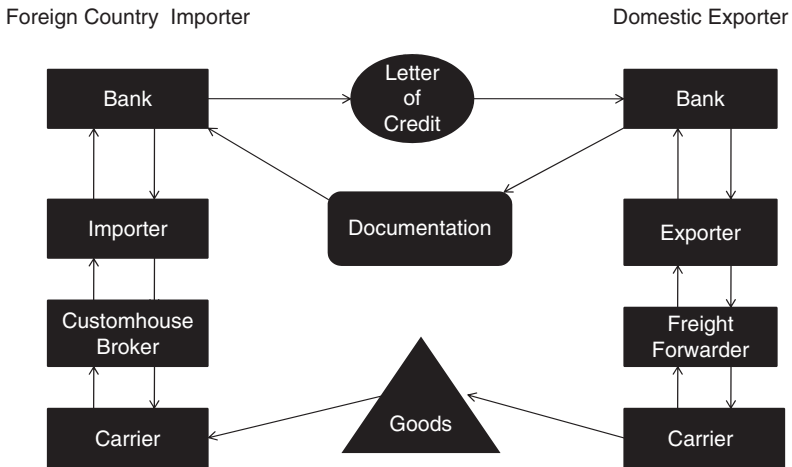 Foreign Country Importer
Domestic Exporter
Bank
Letter
of
Credit
Bank
Importer
Documentation
Exporter
Customhouse
Broker
Freight
Forwarder
Carrier
Goods
Carrier